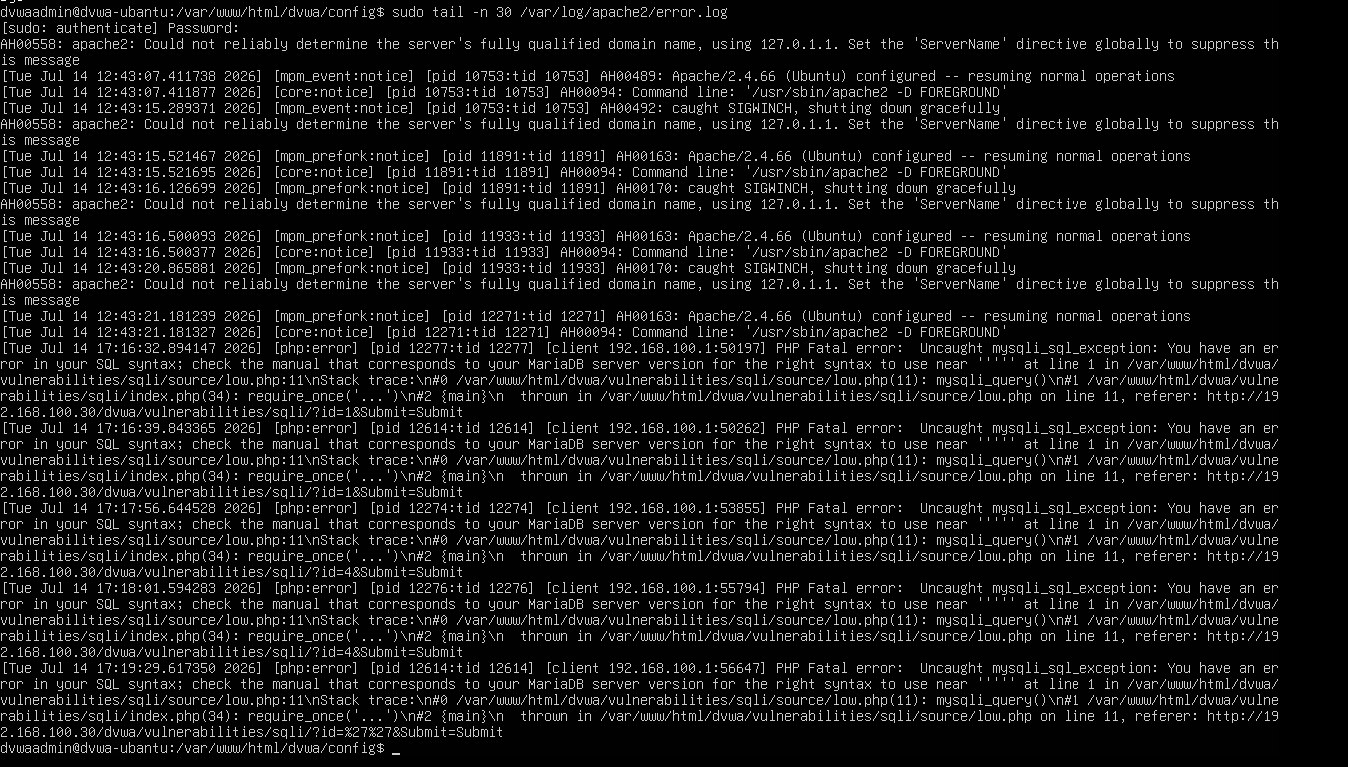 dvwaadmin@dvwa-ubuntu:/var/www/html/dvwa/config$ sudo tail -n 30 /var/log/apache2/error.log
[sudo: authenticate] Password:
AH00558: apache2: Could not reliably determine the server's fully qualified domain name, using 127.0.1.1. Set the 'ServerName' directive globally to suppress th
is message
[Tue Jul 14 12:43:07.411738 2026] [mpm_event:notice] [pid 10753:tid 10753] AH00489: Apache/2.4.66 (Ubuntu) configured -- resuming normal operations
[Tue Jul 14 12:43:07.411877 2026] [core:notice] [pid 10753:tid 10753] AH00094: Command line: '/usr/sbin/apache2 -D FOREGROUND'
[Tue Jul 14 12:43:15.289371 2026] [mpm_event:notice] [pid 10753:tid 10753] AH00492: caught SIGWINCH, shutting down gracefully
AH00558: apache2: Could not reliably determine the server's fully qualified domain name, using 127.0.1.1. Set the 'ServerName' directive globally to suppress th
is message
[Tue Jul 14 12:43:15.521467 2026] [mpm_prefork:notice] [pid 11891:tid 11891] AH00163: Apache/2.4.66 (Ubuntu) configured -- resuming normal operations
[Tue Jul 14 12:43:15.521695 2026] [core:notice] [pid 11891:tid 11891] AH00094: Command line: '/usr/sbin/apache2 -D FOREGROUND'
[Tue Jul 14 12:43:16.126699 2026] [mpm_prefork:notice] [pid 11891:tid 11891] AH00170: caught SIGWINCH, shutting down gracefully
AH00558: apache2: Could not reliably determine the server's fully qualified domain name, using 127.0.1.1. Set the 'ServerName' directive globally to suppress th
is message
[Tue Jul 14 12:43:16.500093 2026] [mpm_prefork:notice] [pid 11933:tid 11933] AH00163: Apache/2.4.66 (Ubuntu) configured -- resuming normal operations
[Tue Jul 14 12:43:16.500377 2026] [core:notice] [pid 11933:tid 11933] AH00094: Command line: '/usr/sbin/apache2 -D FOREGROUND'
[Tue Jul 14 12:43:20.865881 2026] [mpm_prefork:notice] [pid 11933:tid 11933] AH00170: caught SIGWINCH, shutting down gracefully
AH00558: apache2: Could not reliably determine the server's fully qualified domain name, using 127.0.1.1. Set the 'ServerName' directive globally to suppress th
is message
[Tue Jul 14 12:43:21.181239 2026] [mpm_prefork:notice] [pid 12271:tid 12271] AH00163: Apache/2.4.66 (Ubuntu) configured -- resuming normal operations
[Tue Jul 14 12:43:21.181327 2026] [core:notice] [pid 12271:tid 12271] AH00094: Command line: '/usr/sbin/apache2 -D FOREGROUND'
[Tue Jul 14 17:16:32.894147 2026] [php:error] [pid 12277:tid 12277] [client 192.168.100.1:50197] PHP Fatal error:  Uncaught mysqli_sql_exception: You have an er
ror in your SQL syntax; check the manual that corresponds to your MariaDB server version for the right syntax to use near ''''' at line 1 in /var/www/html/dvwa/
vulnerabilities/sqli/source/low.php:11\nStack trace:\n#0 /var/www/html/dvwa/vulnerabilities/sqli/source/low.php(11): mysqli_query()\n#1 /var/www/html/dvwa/vulne
rabilities/sqli/index.php(34): require_once('...')\n#2 {main}\n  thrown in /var/www/html/dvwa/vulnerabilities/sqli/source/low.php on line 11, referer: http://19
2.168.100.30/dvwa/vulnerabilities/sqli/?id=1&Submit=Submit
[Tue Jul 14 17:16:39.843365 2026] [php:error] [pid 12614:tid 12614] [client 192.168.100.1:50262] PHP Fatal error:  Uncaught mysqli_sql_exception: You have an er
ror in your SQL syntax; check the manual that corresponds to your MariaDB server version for the right syntax to use near ''''' at line 1 in /var/www/html/dvwa/
vulnerabilities/sqli/source/low.php:11\nStack trace:\n#0 /var/www/html/dvwa/vulnerabilities/sqli/source/low.php(11): mysqli_query()\n#1 /var/www/html/dvwa/vulne
rabilities/sqli/index.php(34): require_once('...')\n#2 {main}\n  thrown in /var/www/html/dvwa/vulnerabilities/sqli/source/low.php on line 11, referer: http://19
2.168.100.30/dvwa/vulnerabilities/sqli/?id=1&Submit=Submit
[Tue Jul 14 17:17:56.644528 2026] [php:error] [pid 12274:tid 12274] [client 192.168.100.1:53855] PHP Fatal error:  Uncaught mysqli_sql_exception: You have an er
ror in your SQL syntax; check the manual that corresponds to your MariaDB server version for the right syntax to use near ''''' at line 1 in /var/www/html/dvwa/
vulnerabilities/sqli/source/low.php:11\nStack trace:\n#0 /var/www/html/dvwa/vulnerabilities/sqli/source/low.php(11): mysqli_query()\n#1 /var/www/html/dvwa/vulne
rabilities/sqli/index.php(34): require_once('...')\n#2 {main}\n  thrown in /var/www/html/dvwa/vulnerabilities/sqli/source/low.php on line 11, referer: http://19
2.168.100.30/dvwa/vulnerabilities/sqli/?id=4&Submit=Submit
[Tue Jul 14 17:18:01.594283 2026] [php:error] [pid 12276:tid 12276] [client 192.168.100.1:55794] PHP Fatal error:  Uncaught mysqli_sql_exception: You have an er
ror in your SQL syntax; check the manual that corresponds to your MariaDB server version for the right syntax to use near ''''' at line 1 in /var/www/html/dvwa/
vulnerabilities/sqli/source/low.php:11\nStack trace:\n#0 /var/www/html/dvwa/vulnerabilities/sqli/source/low.php(11): mysqli_query()\n#1 /var/www/html/dvwa/vulne
rabilities/sqli/index.php(34): require_once('...')\n#2 {main}\n  thrown in /var/www/html/dvwa/vulnerabilities/sqli/source/low.php on line 11, referer: http://19
2.168.100.30/dvwa/vulnerabilities/sqli/?id=4&Submit=Submit
[Tue Jul 14 17:19:29.617350 2026] [php:error] [pid 12614:tid 12614] [client 192.168.100.1:56647] PHP Fatal error:  Uncaught mysqli_sql_exception: You have an er
ror in your SQL syntax; check the manual that corresponds to your MariaDB server version for the right syntax to use near ''''' at line 1 in /var/www/html/dvwa/
vulnerabilities/sqli/source/low.php:11\nStack trace:\n#0 /var/www/html/dvwa/vulnerabilities/sqli/source/low.php(11): mysqli_query()\n#1 /var/www/html/dvwa/vulne
rabilities/sqli/index.php(34): require_once('...')\n#2 {main}\n  thrown in /var/www/html/dvwa/vulnerabilities/sqli/source/low.php on line 11, referer: http://19
2.168.100.30/dvwa/vulnerabilities/sqli/?id=%27%27&Submit=Submit
dvwaadmin@dvwa-ubuntu:/var/www/html/dvwa/config$ _